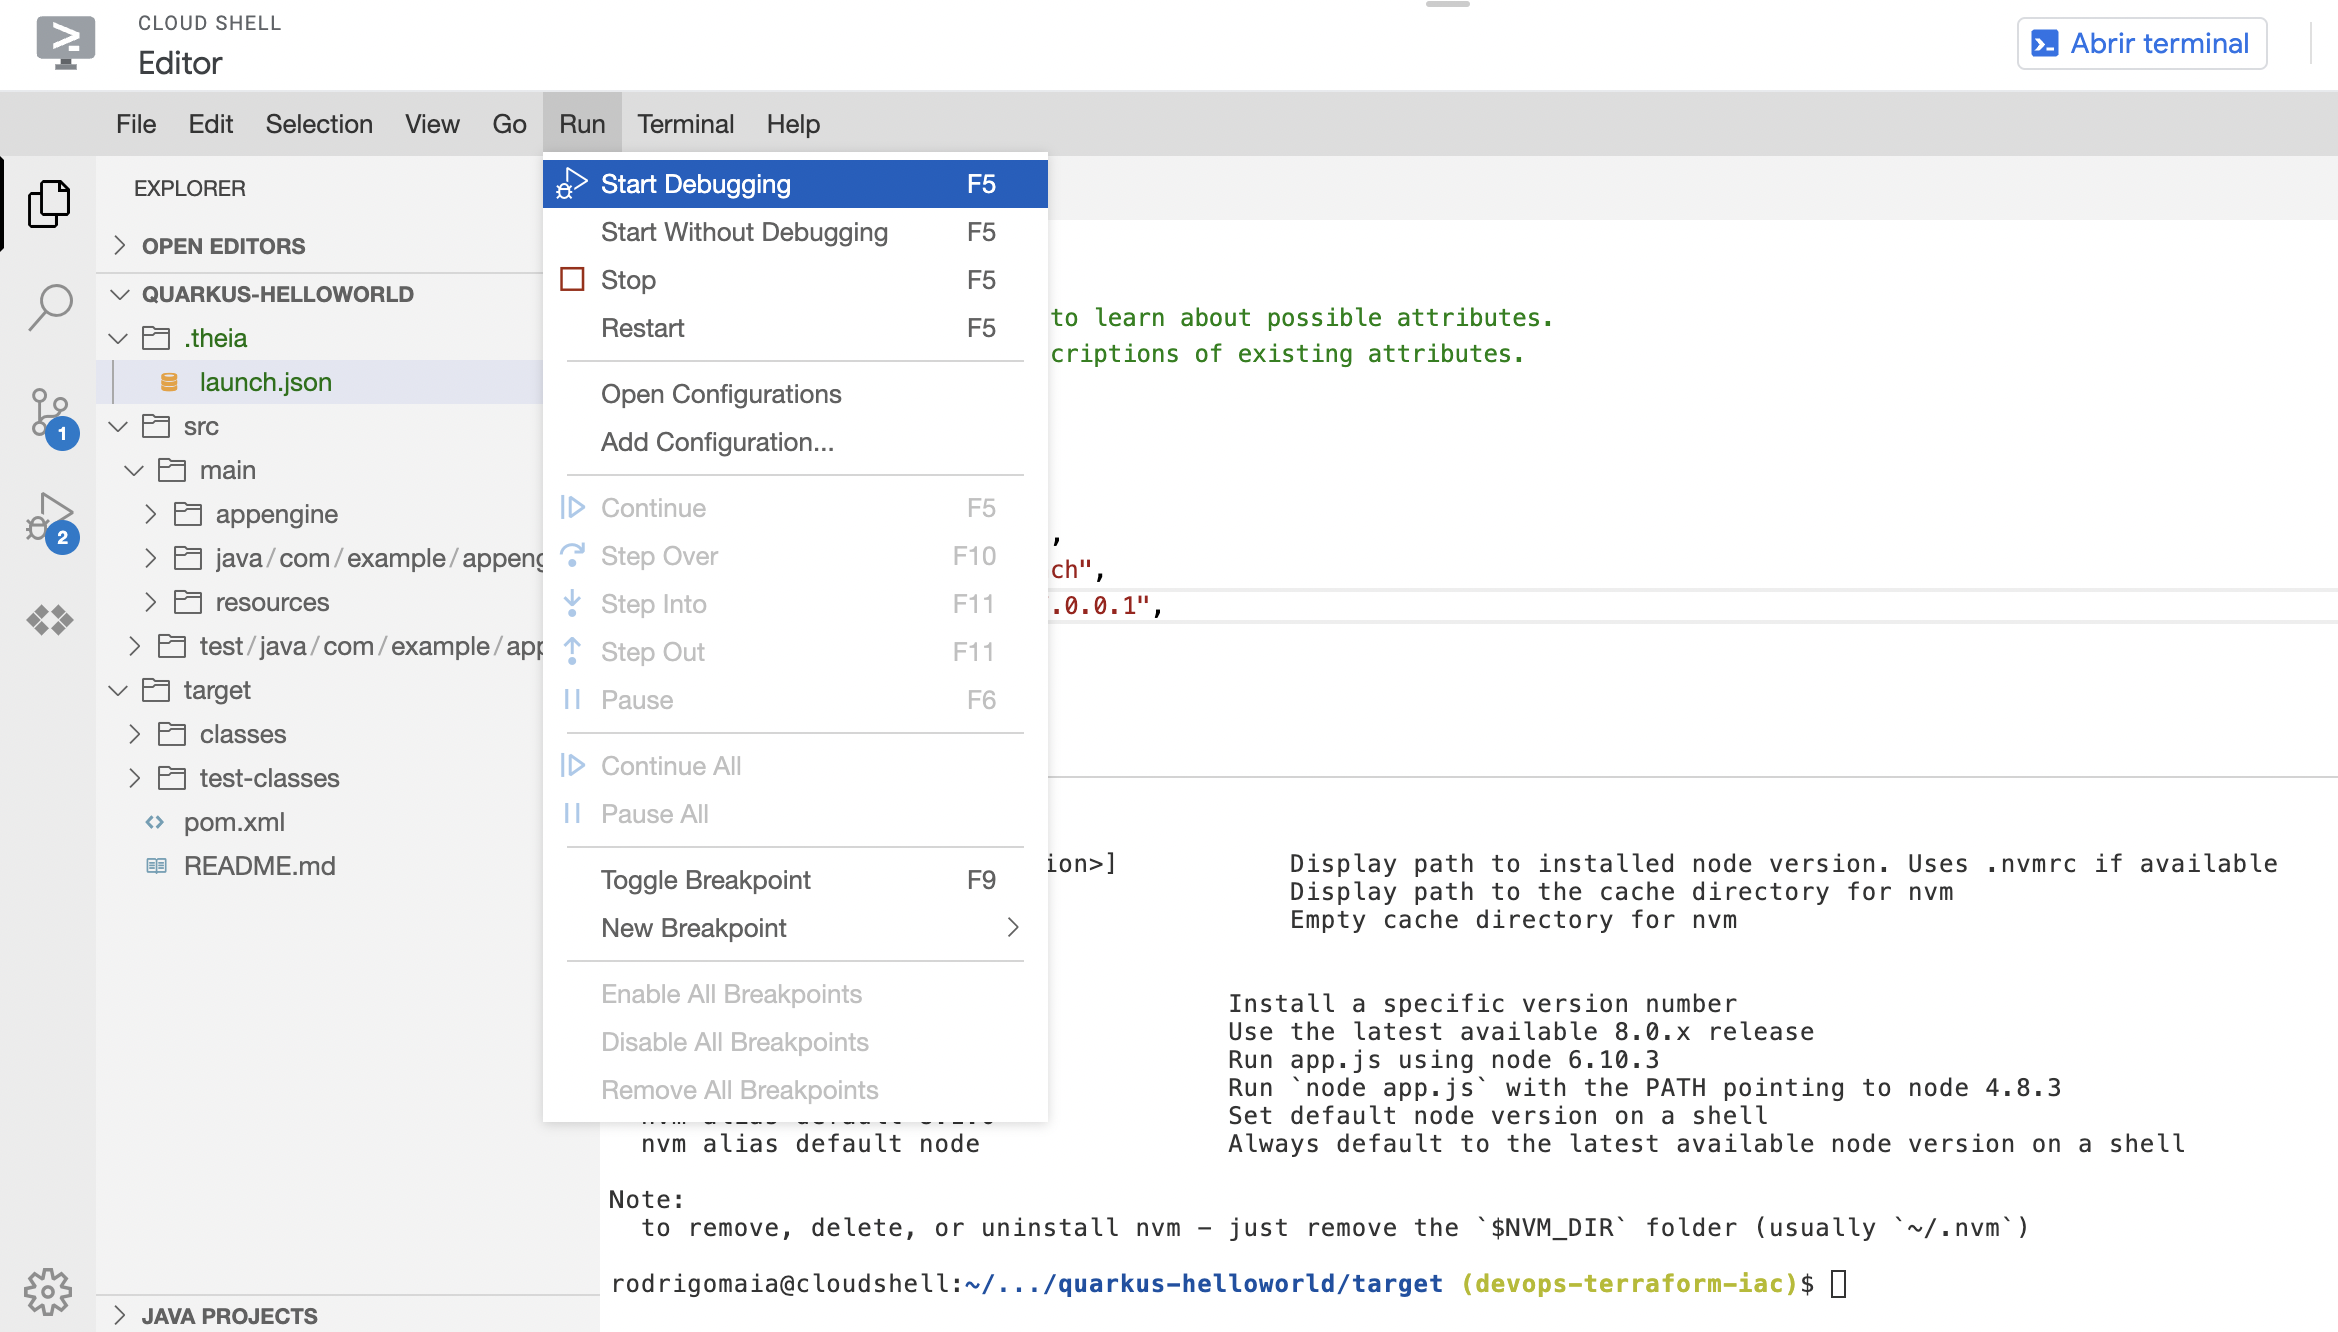 CLOUD SHELL
Editor
Abrir terminal
File Edit Selection View Go Run Terminal Help
EXPLORER
OPEN EDITORS
QUARKUS-HELLOWORLD
.theia
launch.json
src
main
appengine
java/com/example/appeng
resources
test/java/com/example/app
target
classes
test-classes
pom.xml
README.md
JAVA PROJECTS
1
2
Start Debugging F5
Start Without Debugging F5
Stop F5
Restart F5
Open Configurations
Add Configuration...
Continue F5
Step Over F10
Step Into F11
Step Out F11
Pause F6
Continue All
Pause All
Toggle Breakpoint F9
New Breakpoint
Enable All Breakpoints
Disable All Breakpoints
Remove All Breakpoints
to learn about possible attributes.
criptions of existing attributes.
,
ch",
.0.0.1",
ion>] Display path to installed node version. Uses .nvmrc if available
Display path to the cache directory for nvm
Empty cache directory for nvm
Install a specific version number
Use the latest available 8.0.x release
Run app.js using node 6.10.3
Run `node app.js` with the PATH pointing to node 4.8.3
Set default node version on a shell
nvm alias default node Always default to the latest available node version on a shell
Note:
to remove, delete, or uninstall nvm - just remove the `$NVM_DIR` folder (usually `~/.nvm`)
rodrigomaia@cloudshell:~/.../quarkus-helloworld/target (devops-terraform-iac)$